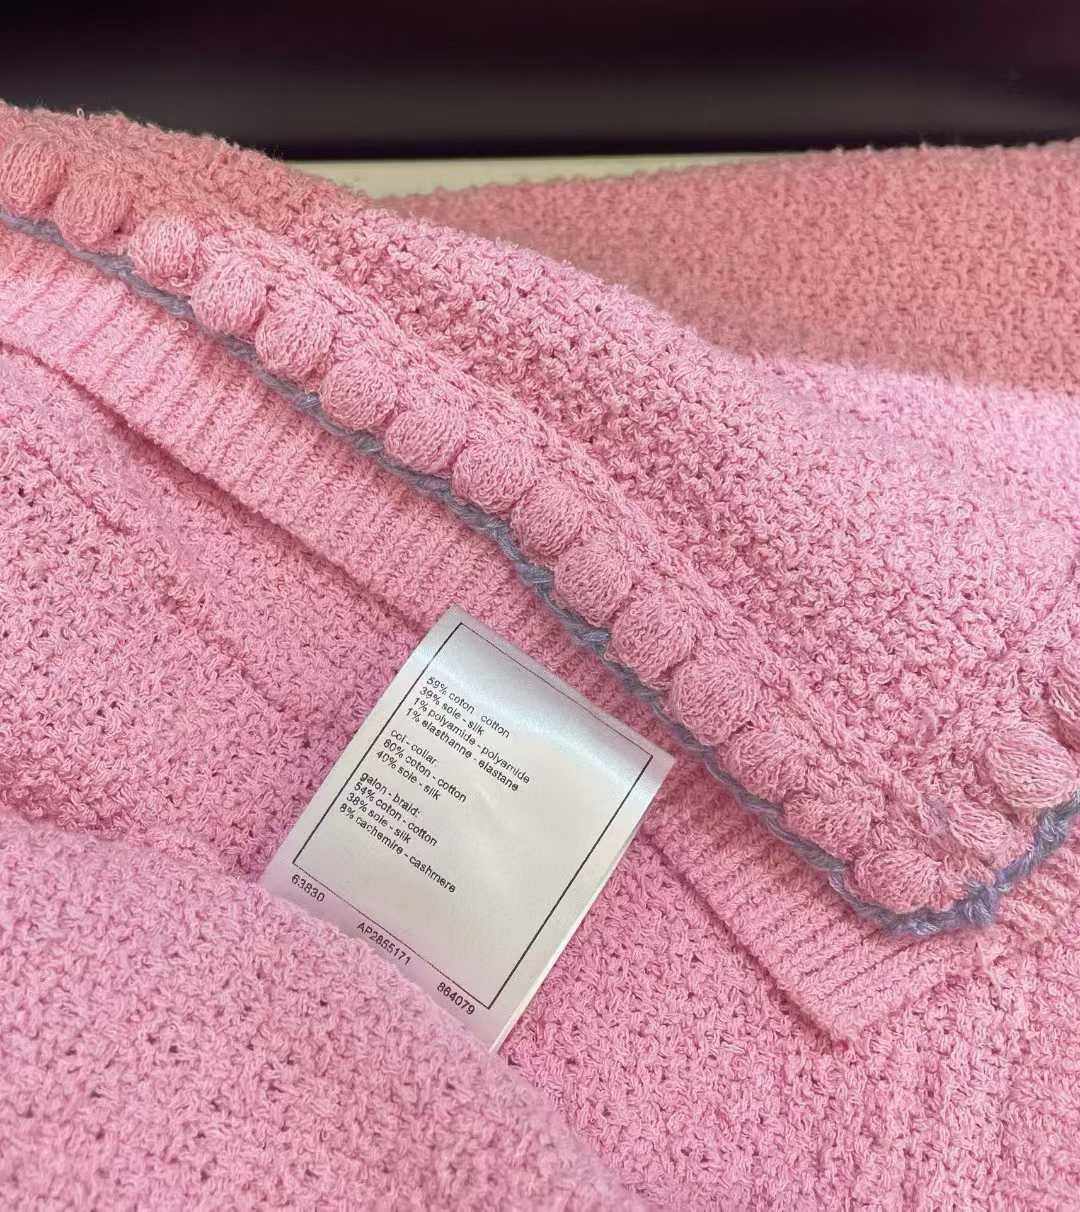 59% coton - cotton
39% soie - silk
1% polyamide - polyamide
1% elasthanne - elastane
col - collar:
60% coton - cotton
40% soie - silk
galon - braid:
54% coton - cotton
38% soie - silk
8% cachemire - cashmere
63830 AP2855171 864079